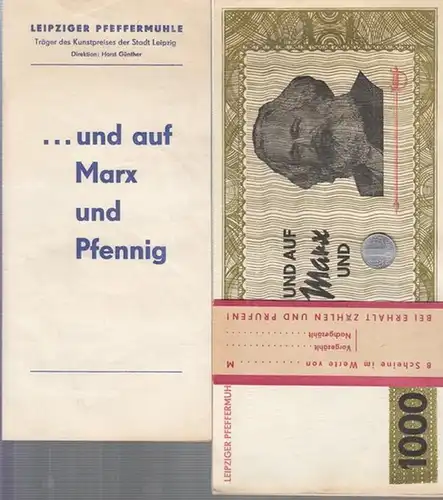 LEIPZIGER PFEFFERMÜHLE
Träger des Kunstpreises der Stadt Leipzig
Direktion: Horst Günther
...und auf
Marx
und
Pfennig
UND AUF
Marx
UND
BEI ERHALT ZÄHLEN UND PRÜFEN!
Vorgezählt
Nachgezählt
8 Scheine im Werte von M
LEIPZIGER PFEFFERMÜHL
1000